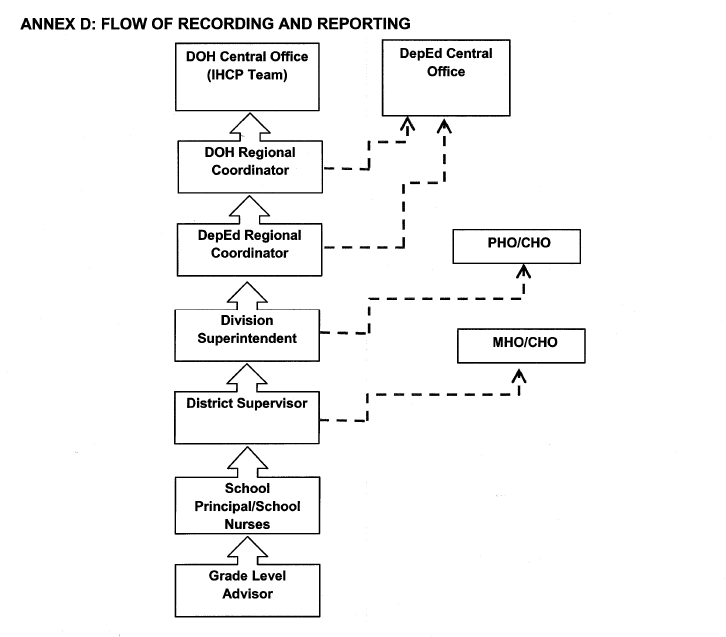 ANNEX D: FLOW OF RECORDING AND REPORTING
DOH Central Office
(IHCP Team)
DepEd Central
Office
DOH Regional
Coordinator
DepEd Regional
Coordinator
PHO/CHO
Division
Superintendent
MHO/CHO
District Supervisor
School
Principal/School
Nurses
Grade Level
Advisor